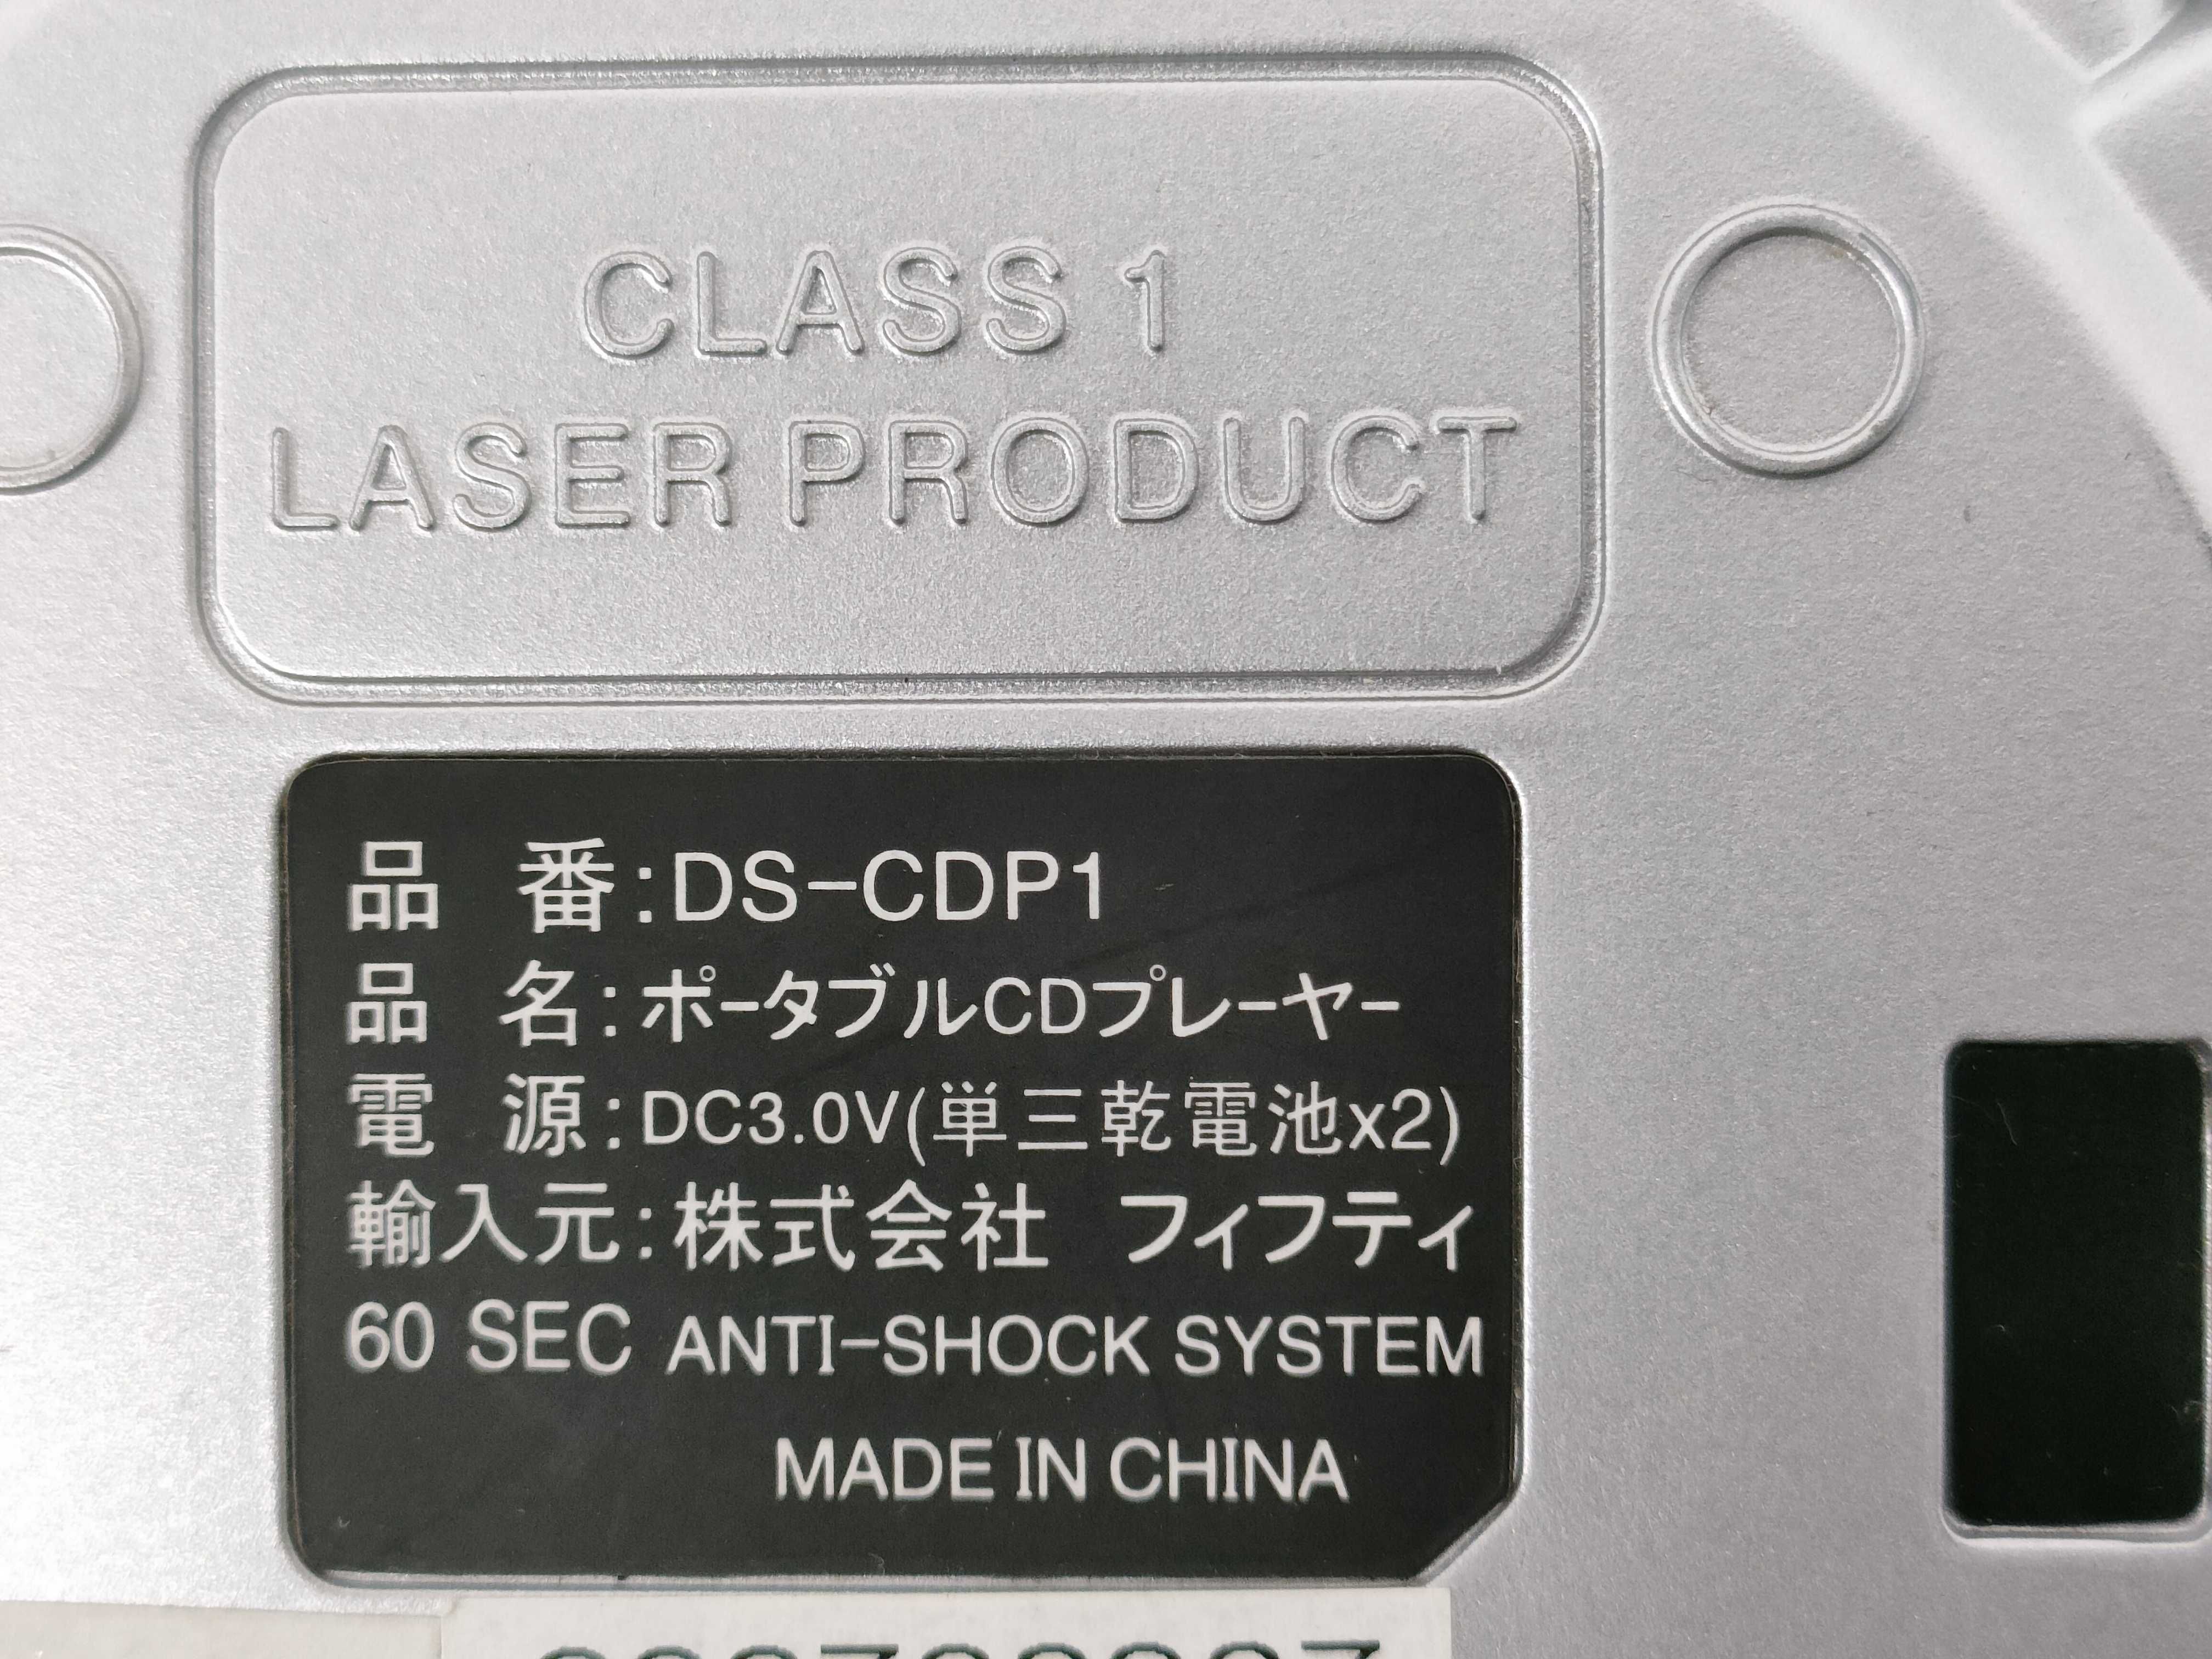 CLASS 1
LASER PRODUCT
品 番:DS-CDP1
品 名:ポータブルCDプレーヤー
電 源:DC3.0V(単三乾電池x2)
輸入元:株式会社 フィフティ
60 SEC ANTI-SHOCK SYSTEM
MADE IN CHINA